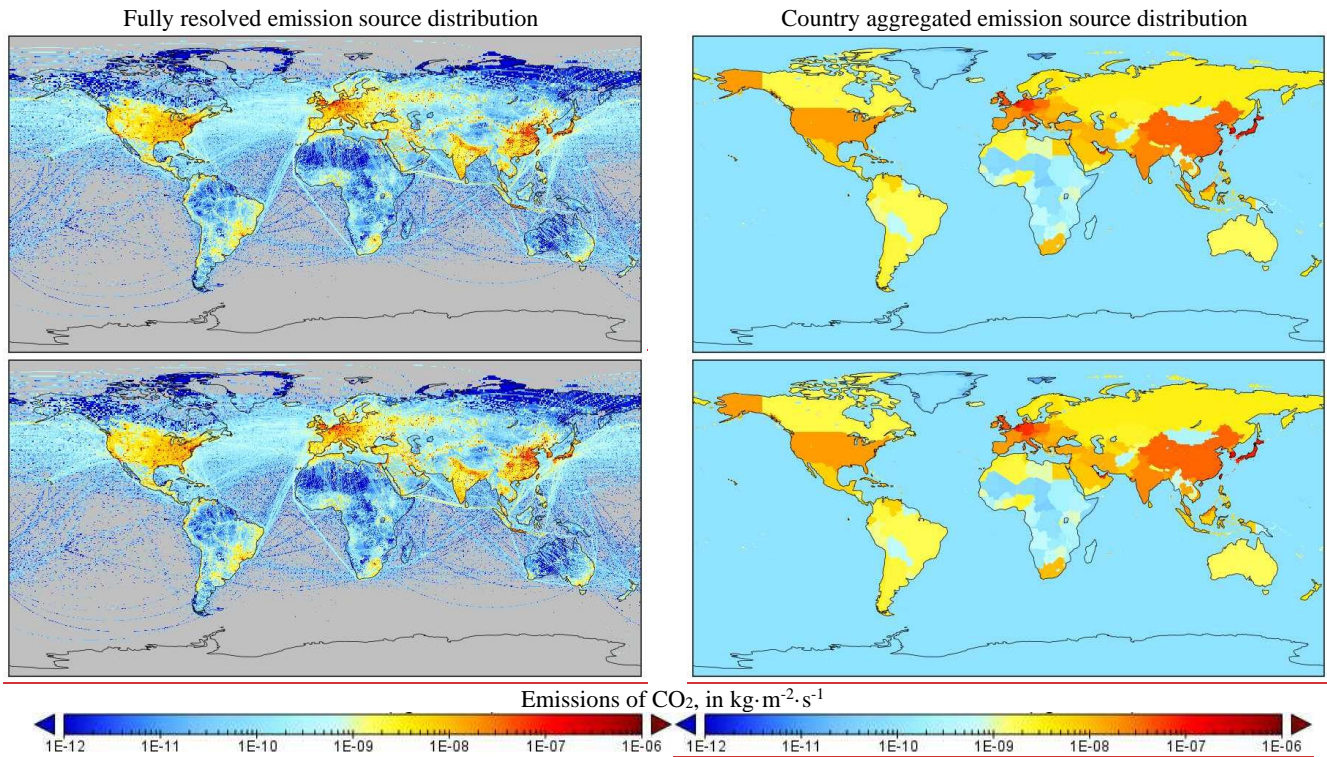 Fully resolved emission source distribution
Country aggregated emission source distribution
Emissions of CO₂, in kg·m⁻²·s⁻¹
1E-12 1E-11 1E-10 1E-09 1E-08 1E-07 1E-06
1E-12 1E-11 1E-10 1E-09 1E-08 1E-07 1E-06